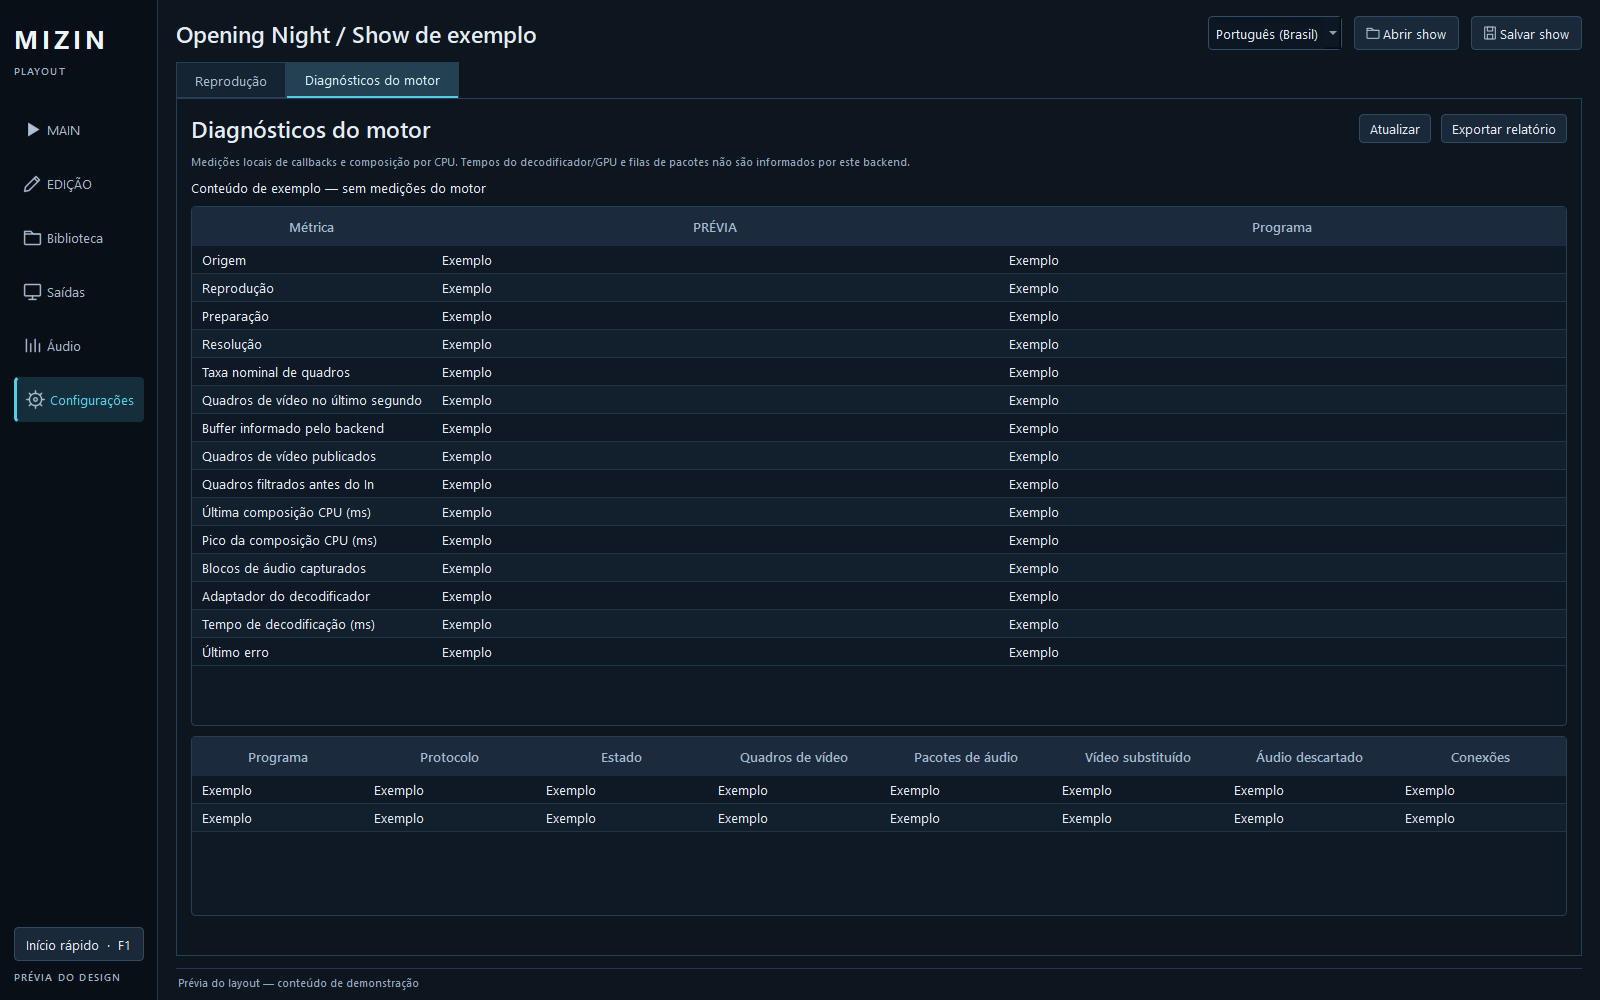 MIZIN
PLAYOUT
MAIN
EDIÇÃO
Biblioteca
Saídas
Áudio
Configurações
Início rápido · F1
PRÉVIA DO DESIGN
Opening Night / Show de exemplo
Português (Brasil)
Abrir show
Salvar show
Reprodução
Diagnósticos do motor
Diagnósticos do motor
Atualizar
Exportar relatório
Medições locais de callbacks e composição por CPU. Tempos do decodificador/GPU e filas de pacotes não são informados por este backend.
Conteúdo de exemplo — sem medições do motor
Métrica PRÉVIA Programa
Origem Exemplo Exemplo
Reprodução Exemplo Exemplo
Preparação Exemplo Exemplo
Resolução Exemplo Exemplo
Taxa nominal de quadros Exemplo Exemplo
Quadros de vídeo no último segundo Exemplo Exemplo
Buffer informado pelo backend Exemplo Exemplo
Quadros de vídeo publicados Exemplo Exemplo
Quadros filtrados antes do In Exemplo Exemplo
Última composição CPU (ms) Exemplo Exemplo
Pico da composição CPU (ms) Exemplo Exemplo
Blocos de áudio capturados Exemplo Exemplo
Adaptador do decodificador Exemplo Exemplo
Tempo de decodificação (ms) Exemplo Exemplo
Último erro Exemplo Exemplo
Programa Protocolo Estado Quadros de vídeo Pacotes de áudio Vídeo substituído Áudio descartado Conexões
Exemplo Exemplo Exemplo Exemplo Exemplo Exemplo Exemplo Exemplo
Exemplo Exemplo Exemplo Exemplo Exemplo Exemplo Exemplo Exemplo
Prévia do layout — conteúdo de demonstração